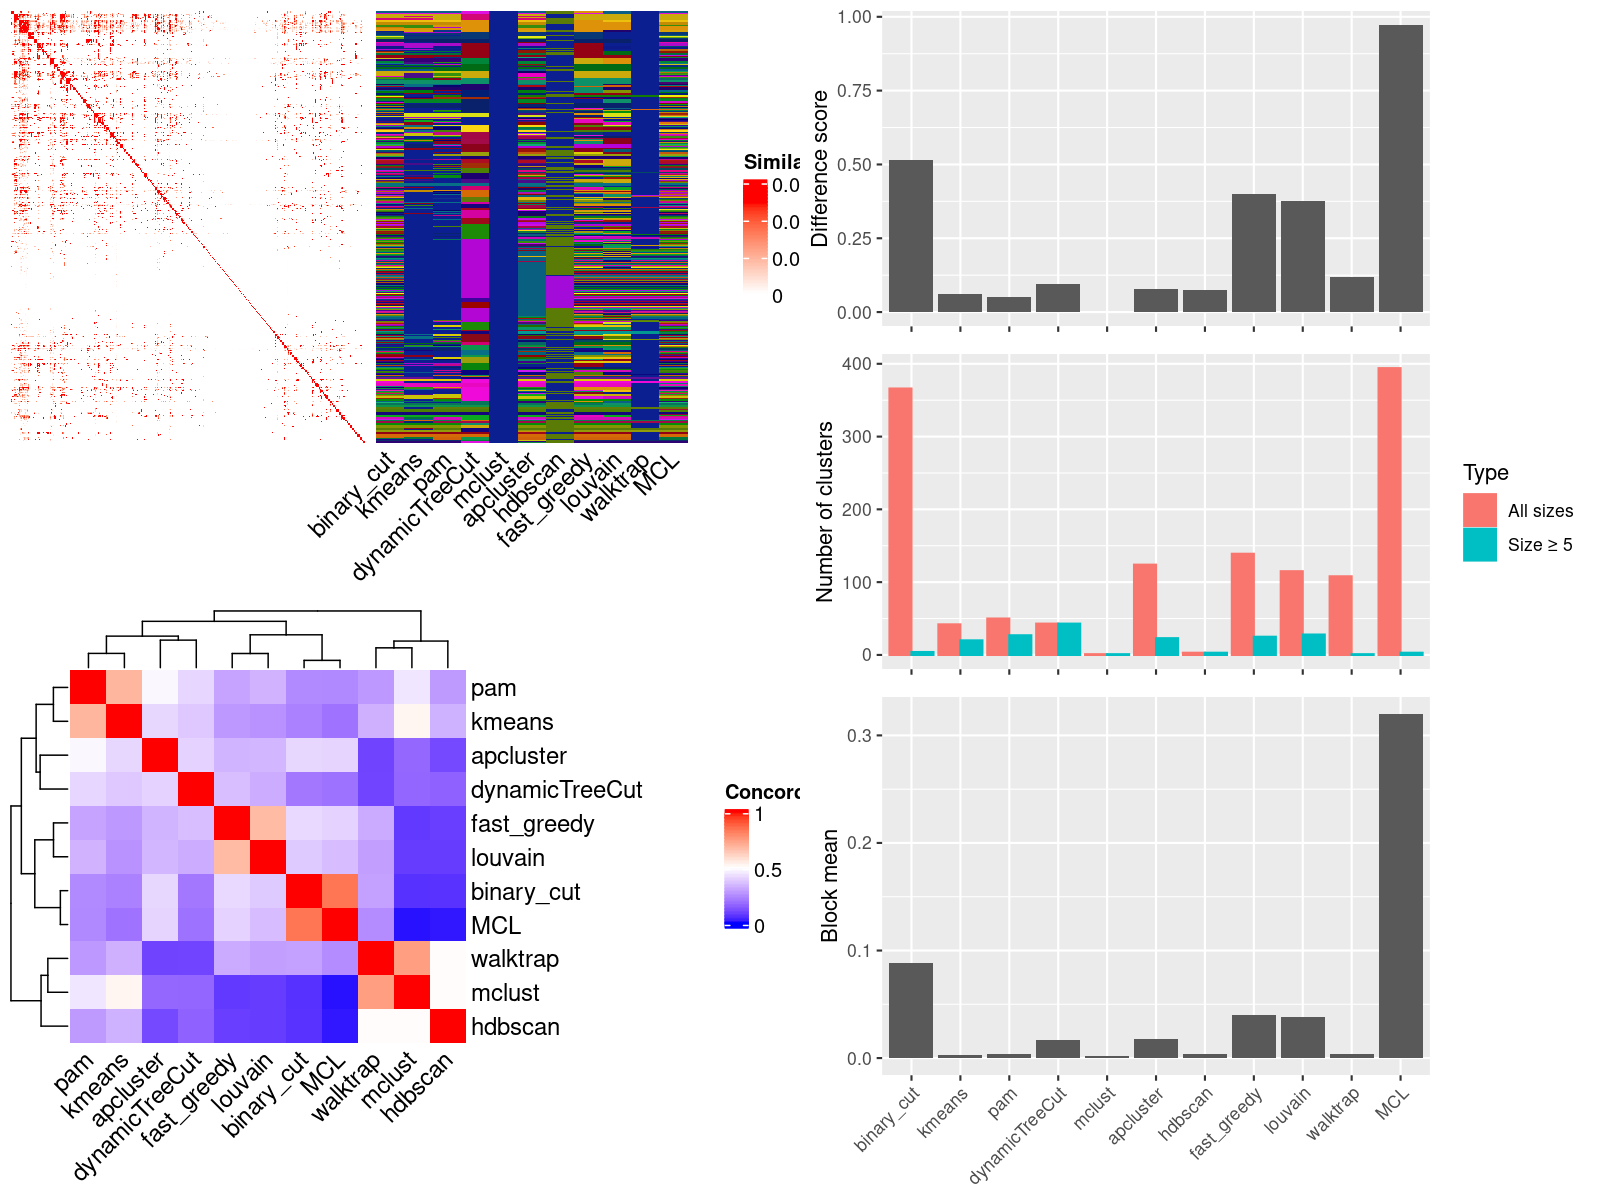 Simila
0.0
0.0
0.0
0
binary_cut
kmeans
pam
dynamicTreeCut
mclust
apcluster
hdbscan
fast_greedy
louvain
walktrap
MCL
pam
kmeans
apcluster
dynamicTreeCut
fast_greedy
louvain
binary_cut
MCL
walktrap
mclust
hdbscan
pam
kmeans
apcluster
dynamicTreeCut
fast_greedy
louvain
binary_cut
MCL
walktrap
mclust
hdbscan
Concord
1
0.5
0
Difference score
1.00
0.75
0.50
0.25
0.00
Number of clusters
400
300
200
100
0
Type
All sizes
Size ≥ 5
Block mean
0.3
0.2
0.1
0.0
binary_cut
kmeans
pam
dynamicTreeCut
mclust
apcluster
hdbscan
fast_greedy
louvain
walktrap
MCL